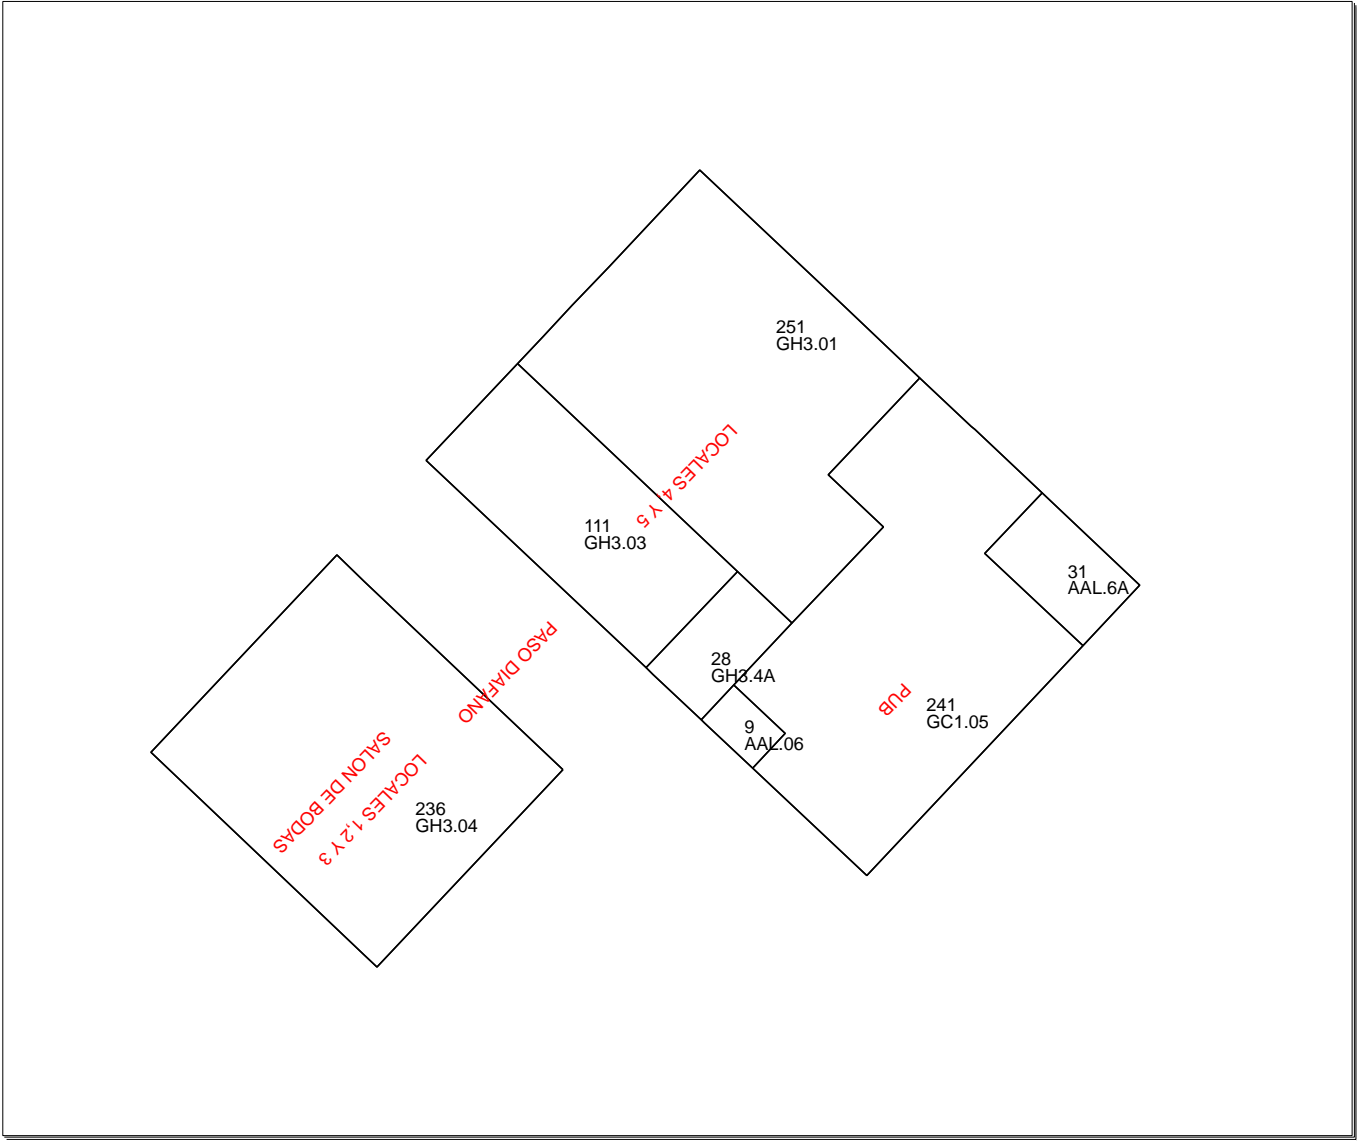 251
GH3.01
LOCALES 4 Y 5
111
GH3.03
31
AAL.6A
PASO DIAFANO
28
GH3.4A
PUB
241
GC1.05
9
AAL.06
SALON DE BODAS
LOCALES 1,2 Y 3
236
GH3.04